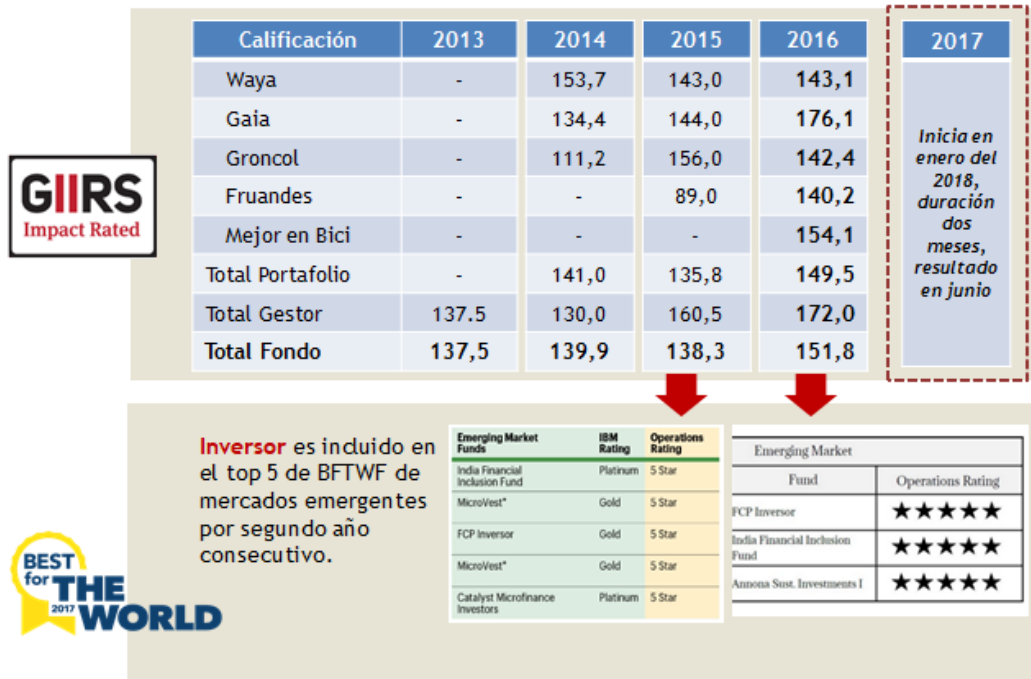 Calificación 2013 2014 2015 2016 2017
Waya - 153,7 143,0 143,1
Gaia - 134,4 144,0 176,1
Groncol - 111,2 156,0 142,4
Fruandes - - 89,0 140,2
Mejor en Bici - - - 154,1
Total Portafolio - 141,0 135,8 149,5
Total Gestor 137.5 130,0 160,5 172,0
Total Fondo 137,5 139,9 138,3 151,8
Inicia en
enero del
2018,
duración
dos
meses,
resultado
en junio
GIIRS
Impact Rated
Inversor es incluido en
el top 5 de BFTWF de
mercados emergentes
por segundo año
consecutivo.
BEST
for THE
2017 WORLD
Emerging Market
Funds
IBM
Rating
Operations
Rating
India Financial
Inclusion Fund
Platinum 5 Star
MicroVest* Gold 5 Star
FCP Inversor Gold 5 Star
MicroVest* Gold 5 Star
Catalyst Microfinance
Investors
Platinum 5 Star
Emerging Market
Fund Operations Rating
FCP Inversor ★★★★★
India Financial Inclusion
Fund
★★★★★
Annona Sust. Investments I ★★★★★